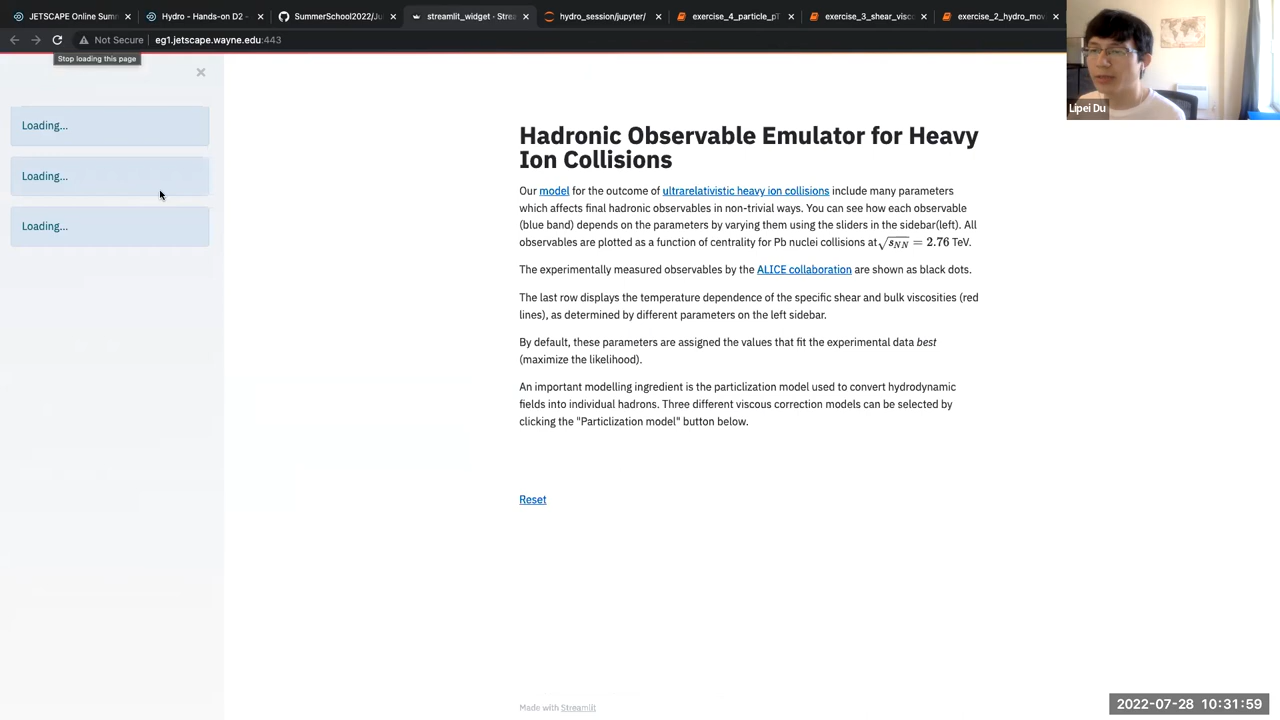 JETSCAPE Online Summ
Hydro - Hands-on D2 -
SummerSchool2022/Ju
streamlit_widget · Strea
hydro_session/jupyter/
exercise_4_particle_pT
exercise_3_shear_visc
exercise_2_hydro_mov
Not Secure
eg1.jetscape.wayne.edu:443
Stop loading this page
Lipei Du
Loading...
Loading...
Loading...
Hadronic Observable Emulator for Heavy
Ion Collisions
Our model for the outcome of ultrarelativistic heavy ion collisions include many parameters
which affects final hadronic observables in non-trivial ways. You can see how each observable
(blue band) depends on the parameters by varying them using the sliders in the sidebar(left). All
observables are plotted as a function of centrality for Pb nuclei collisions at √sNN = 2.76 TeV.
The experimentally measured observables by the ALICE collaboration are shown as black dots.
The last row displays the temperature dependence of the specific shear and bulk viscosities (red
lines), as determined by different parameters on the left sidebar.
By default, these parameters are assigned the values that fit the experimental data best
(maximize the likelihood).
An important modelling ingredient is the particlization model used to convert hydrodynamic
fields into individual hadrons. Three different viscous correction models can be selected by
clicking the "Particlization model" button below.
Reset
Made with Streamlit
2022-07-28 10:31:59